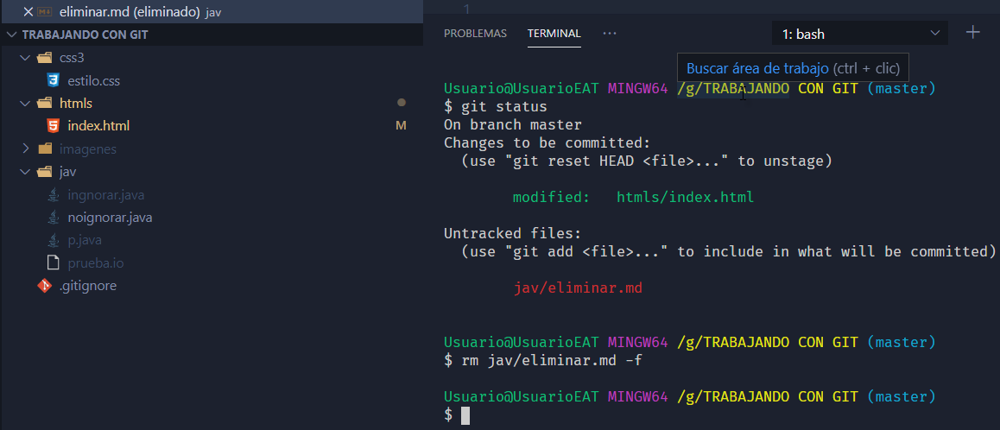 eliminar.md (eliminado) jav
TRABAJANDO CON GIT
css3
estilo.css
htmls
index.html M
imagenes
jav
ingnorar.java
noignorar.java
p.java
prueba.io
.gitignore
1
PROBLEMAS TERMINAL ··· 1: bash
Buscar área de trabajo (ctrl + clic)
Usuario@UsuarioEAT MINGW64 /g/TRABAJANDO CON GIT (master)
$ git status
On branch master
Changes to be committed:
(use "git reset HEAD <file>..." to unstage)
modified: htmls/index.html
Untracked files:
(use "git add <file>..." to include in what will be committed)
jav/eliminar.md
Usuario@UsuarioEAT MINGW64 /g/TRABAJANDO CON GIT (master)
$ rm jav/eliminar.md -f
Usuario@UsuarioEAT MINGW64 /g/TRABAJANDO CON GIT (master)
$